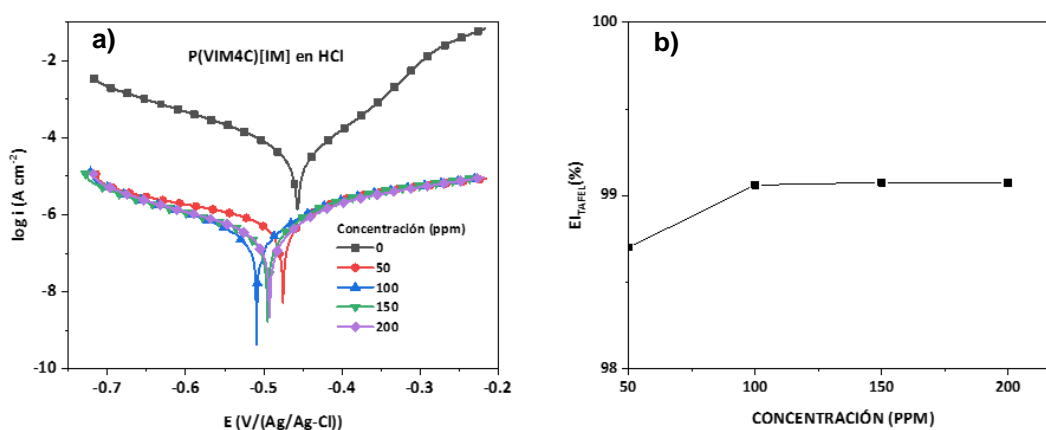 a)
P(VIM4C)[IM] en HCl
log i (A cm⁻²)
-2
-4
-6
-8
-10
Concentración (ppm)
0
50
100
150
200
-0.7 -0.6 -0.5 -0.4 -0.3 -0.2
E (V/(Ag/Ag-Cl))
b)
EI_TAFEL(%)
100
99
98
50 100 150 200
CONCENTRACIÓN (PPM)